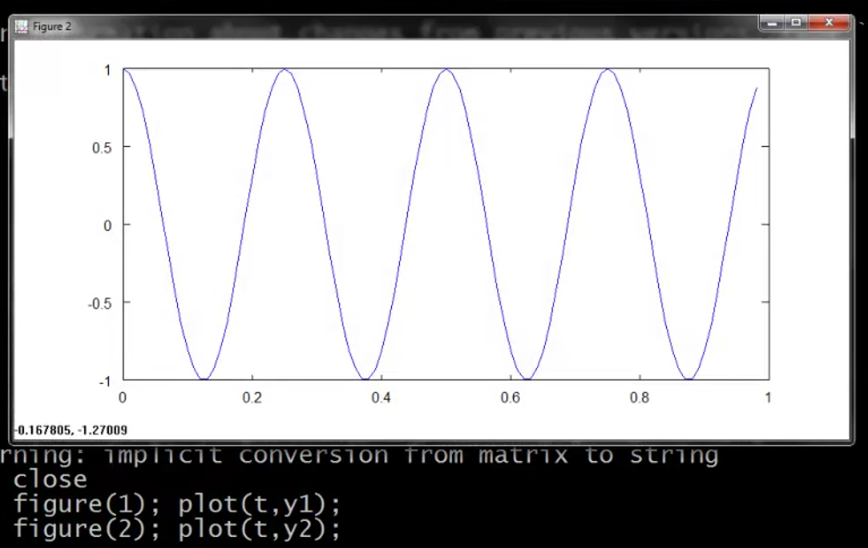 Figure 2
1
0.5
0
-0.5
-1
0 0.2 0.4 0.6 0.8 1
-0.167805, -1.27009
rning: implicit conversion from matrix to string
close
figure(1); plot(t,y1);
figure(2); plot(t,y2);